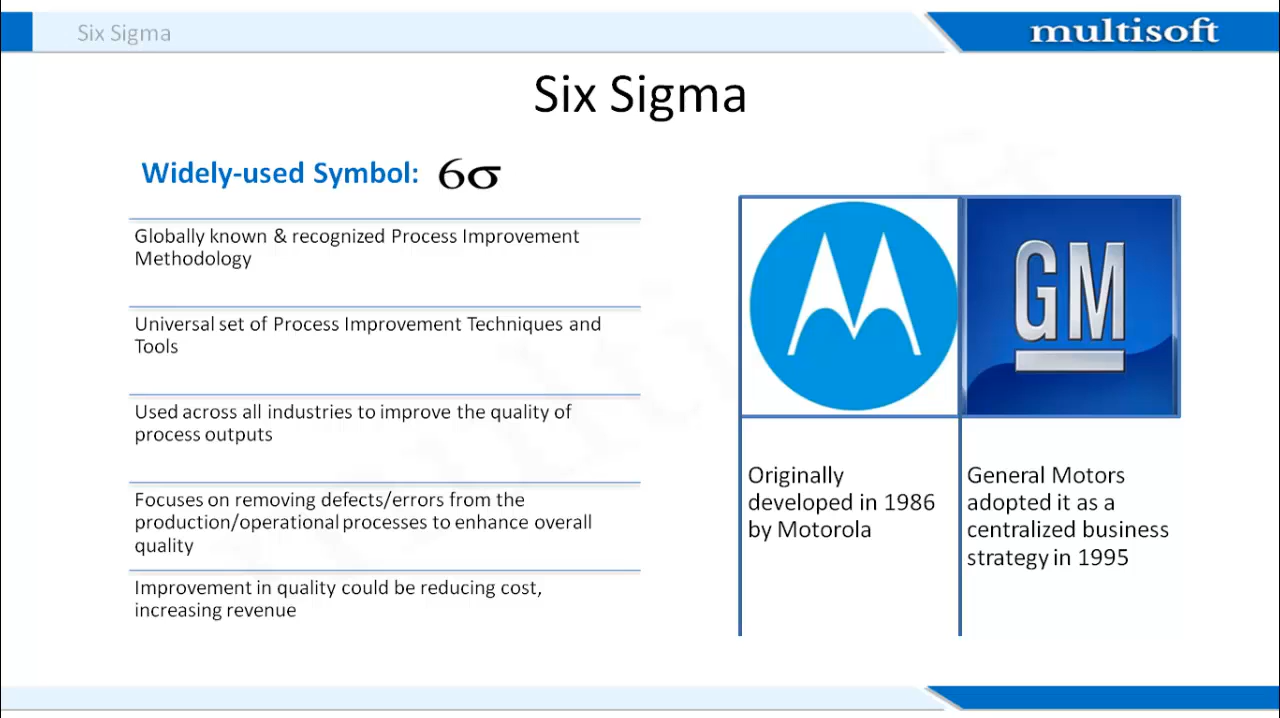 Six Sigma
multisoft
Six Sigma
Widely-used Symbol: 6σ
Globally known & recognized Process Improvement
Methodology
Universal set of Process Improvement Techniques and
Tools
Used across all industries to improve the quality of
process outputs
Focuses on removing defects/errors from the
production/operational processes to enhance overall
quality
Improvement in quality could be reducing cost,
increasing revenue
GM
Originally
developed in 1986
by Motorola
General Motors
adopted it as a
centralized business
strategy in 1995